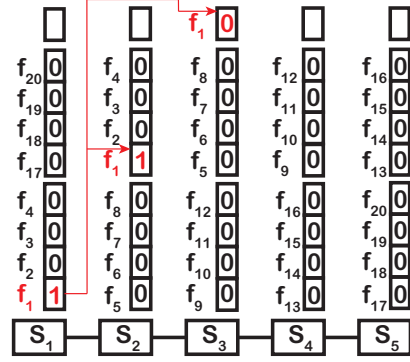 f₁ 0
f₂₀ 0 f₄ 0 f₈ 0 f₁₂ 0 f₁₆ 0
f₁₉ 0 f₃ 0 f₇ 0 f₁₁ 0 f₁₅ 0
f₁₈ 0 f₂ 0 f₆ 0 f₁₀ 0 f₁₄ 0
f₁₇ 0 f₁ 1 f₅ 0 f₉ 0 f₁₃ 0
f₄ 0 f₈ 0 f₁₂ 0 f₁₆ 0 f₂₀ 0
f₃ 0 f₇ 0 f₁₁ 0 f₁₅ 0 f₁₉ 0
f₂ 0 f₆ 0 f₁₀ 0 f₁₄ 0 f₁₈ 0
f₁ 1 f₅ 0 f₉ 0 f₁₃ 0 f₁₇ 0
S₁ S₂ S₃ S₄ S₅